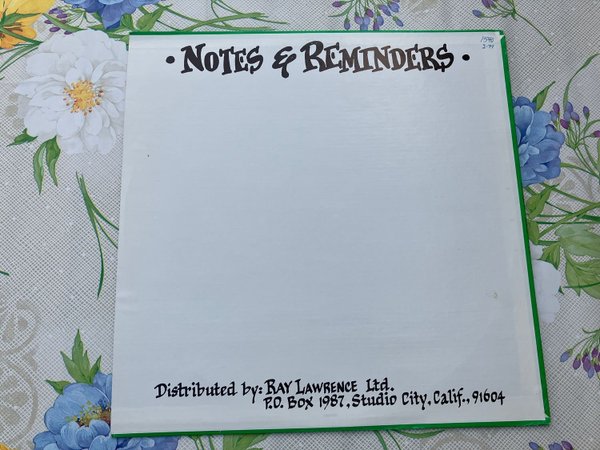 • NOTES & REMINDERS •
Distributed by: RAY LAWRENCE Ltd.
P.O. BOX 1987, Studio City, Calif., 91604